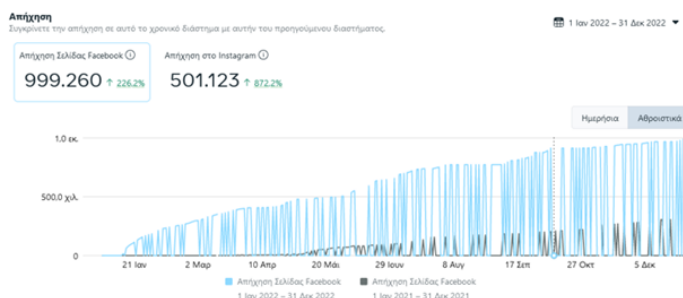 Απήχηση
Συγκρίνετε την απήχηση σε αυτό το χρονικό διάστημα με αυτήν του προηγούμενου διαστήματος.
1 Ιαν 2022 – 31 Δεκ 2022
Απήχηση Σελίδας Facebook
999.260 ↑ 226.2%
Απήχηση στο Instagram
501.123 ↑ 872.2%
Ημερήσια Αθροιστικά
1.0 εκ.
500.0 χιλ.
0
21 Ιαν 2 Μαρ 10 Απρ 20 Μάι 29 Ιουν 8 Αυγ 17 Σεπ 27 Οκτ 5 Δεκ
Απήχηση Σελίδας Facebook Απήχηση Σελίδας Facebook
1 Ιαν 2022 – 31 Δεκ 2022 1 Ιαν 2021 – 31 Δεκ 2021